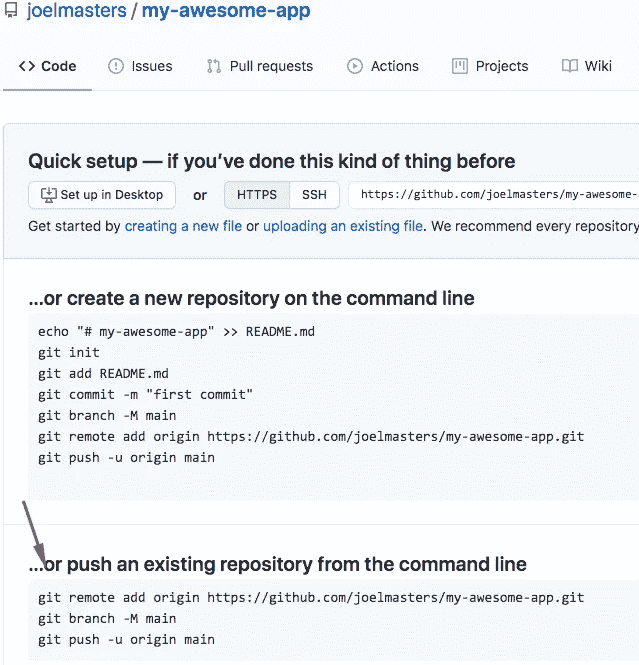 joelmasters / my-awesome-app
Code Issues Pull requests Actions Projects Wiki
Quick setup — if you’ve done this kind of thing before
Set up in Desktop or HTTPS SSH https://github.com/joelmasters/my-awesome-
Get started by creating a new file or uploading an existing file. We recommend every repository
...or create a new repository on the command line
echo "# my-awesome-app" >> README.md
git init
git add README.md
git commit -m "first commit"
git branch -M main
git remote add origin https://github.com/joelmasters/my-awesome-app.git
git push -u origin main
...or push an existing repository from the command line
git remote add origin https://github.com/joelmasters/my-awesome-app.git
git branch -M main
git push -u origin main